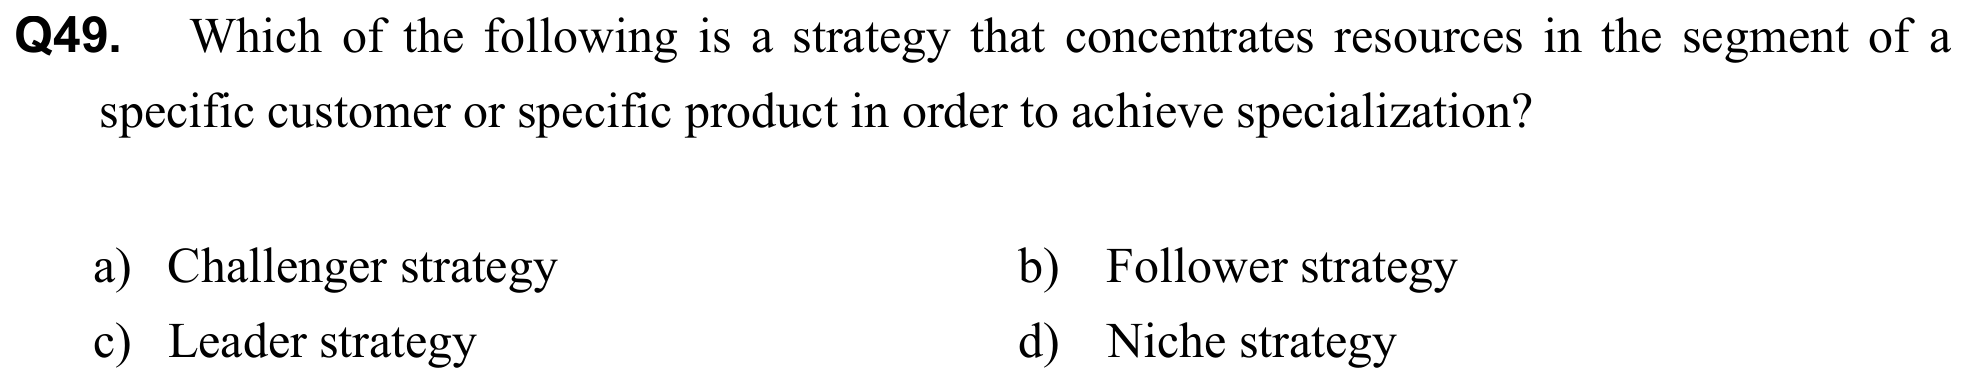 Q49. Which of the following is a strategy that concentrates resources in the segment of a
specific customer or specific product in order to achieve specialization?
a) Challenger strategy b) Follower strategy
c) Leader strategy d) Niche strategy